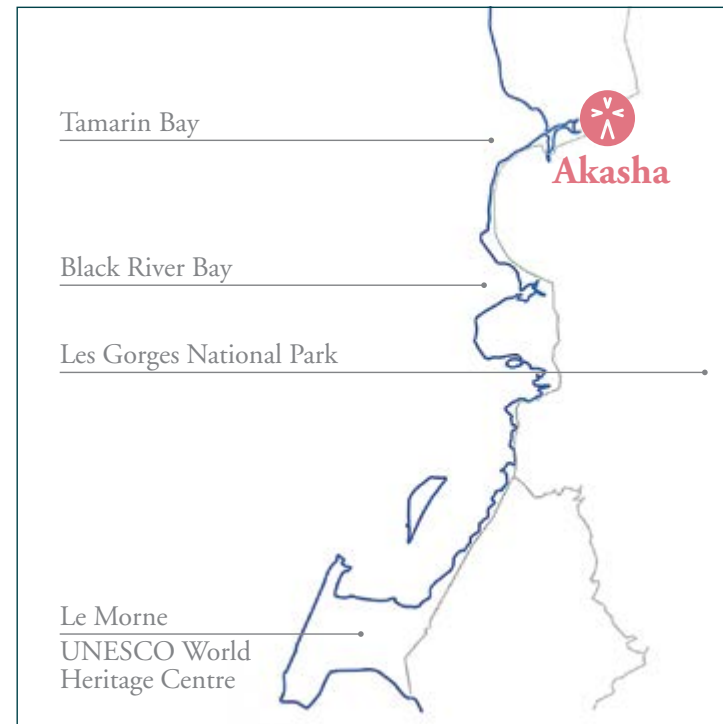 Tamarin Bay
Akasha
Black River Bay
Les Gorges National Park
Le Morne
UNESCO World
Heritage Centre